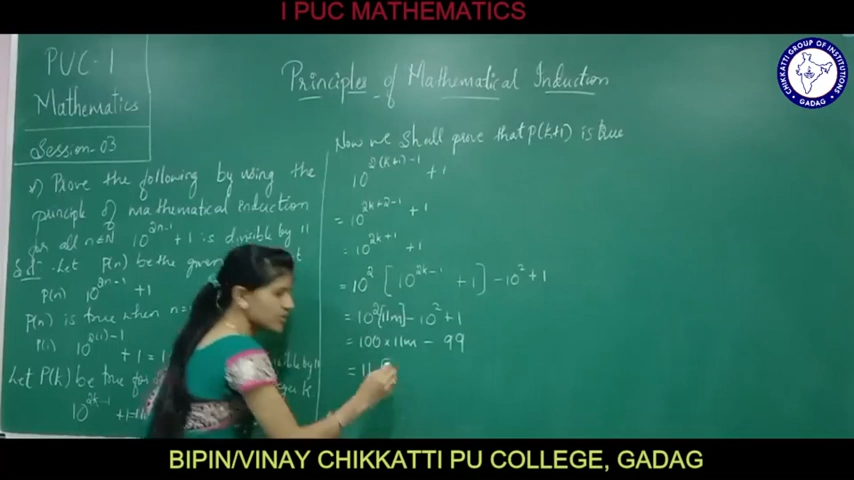 I PUC MATHEMATICS
PUC-1
Mathematics
Session-03
Principles of Mathematical Induction
CHIKKATTI GROUP OF INSTITUTIONS
GADAG
*) Prove the following by using the
principle of mathematical induction
for all n∈N 10^{2n-1} + 1 is divisible by 11
Sol: Let P(n) be the given
P(n) 10^{2n-1} + 1
P(n) is true when n=
P(1) 10^{2(1)-1} + 1 = 1
divisible by 11
Let P(k) be true for
k.
10^{2k-1} + 1 =
Now we shall prove that P(k+1) is true
10^{2(k+1)-1} + 1
= 10^{2k+2-1} + 1
= 10^{2k+1} + 1
= 10^2 [10^{2k-1} + 1] - 10^2 + 1
= 10^2 [11m] - 10^2 + 1
= 100 x 11m - 99
= 11
BIPIN/VINAY CHIKKATTI PU COLLEGE, GADAG